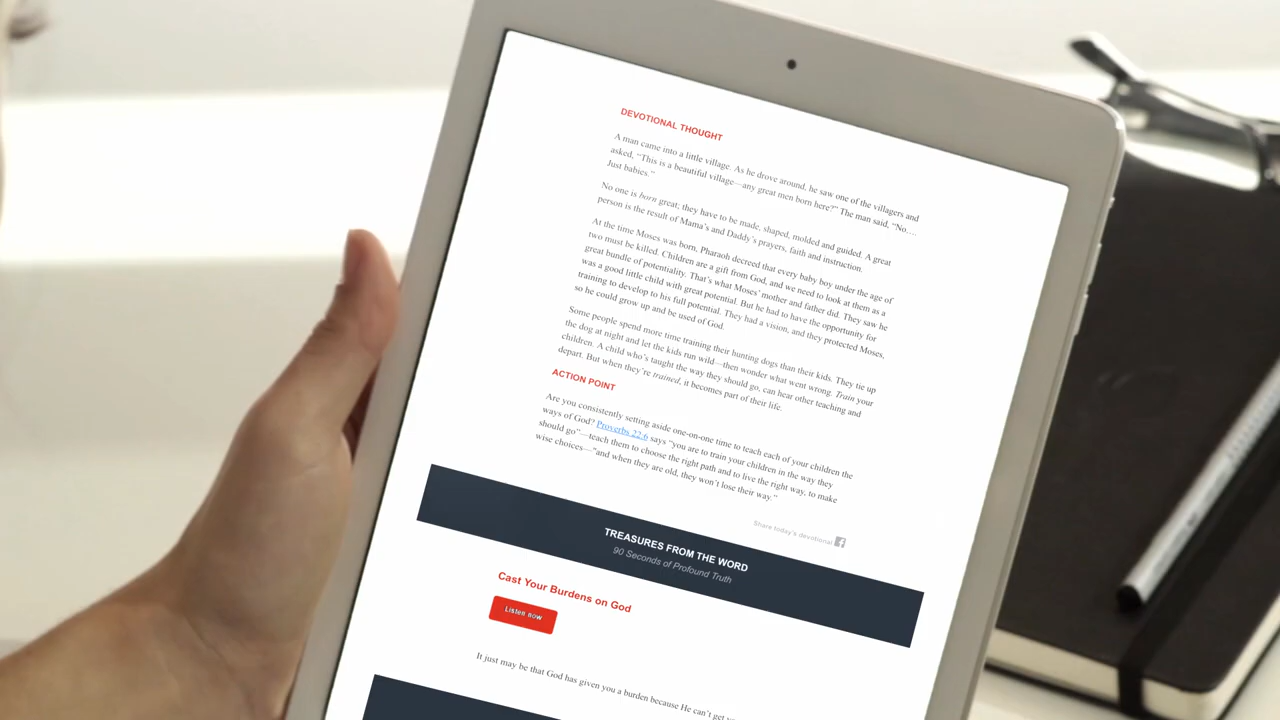 DEVOTIONAL THOUGHT
A man came into a little village. As he drove around, he saw one of the villagers and
asked, “This is a beautiful village—any great men born here?” The man said, “No….
Just babies.”
No one is born great; they have to be made, shaped, molded and guided. A great
person is the result of Mama’s and Daddy’s prayers, faith and instruction.
At the time Moses was born, Pharaoh decreed that every baby boy under the age of
two must be killed. Children are a gift from God, and we need to look at them as a
great bundle of potentiality. That’s what Moses’ mother and father did. They saw he
was a good little child with great potential. But he had to have the opportunity for
training to develop to his full potential. They had a vision, and they protected Moses,
so he could grow up and be used of God.
Some people spend more time training their hunting dogs than their kids. They tie up
the dog at night and let the kids run wild—then wonder what went wrong. Train your
children. A child who’s taught the way they should go, can hear other teaching and
depart. But when they’re trained, it becomes part of their life.
ACTION POINT
Are you consistently setting aside one-on-one time to teach each of your children the
ways of God? Proverbs 22:6 says “you are to train your children in the way they
should go”—teach them to choose the right path and to live the right way, to make
wise choices—“and when they are old, they won’t lose their way.”
Share today's devotional
TREASURES FROM THE WORD
90 Seconds of Profound Truth
Cast Your Burdens on God
Listen now
It just may be that God has given you a burden because He can’t get